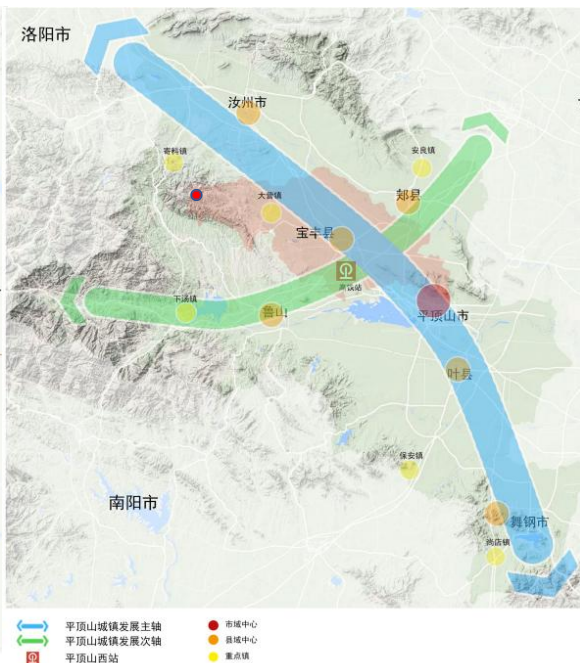 洛阳市
汝州市
寄料镇
安良镇
大营镇
郏县
宝丰县
高铁站
下汤镇
鲁山
平顶山市
叶县
保安镇
南阳市
舞钢市
尚店镇
平顶山城镇发展主轴
市域中心
平顶山城镇发展次轴
县域中心
平顶山西站
重点镇